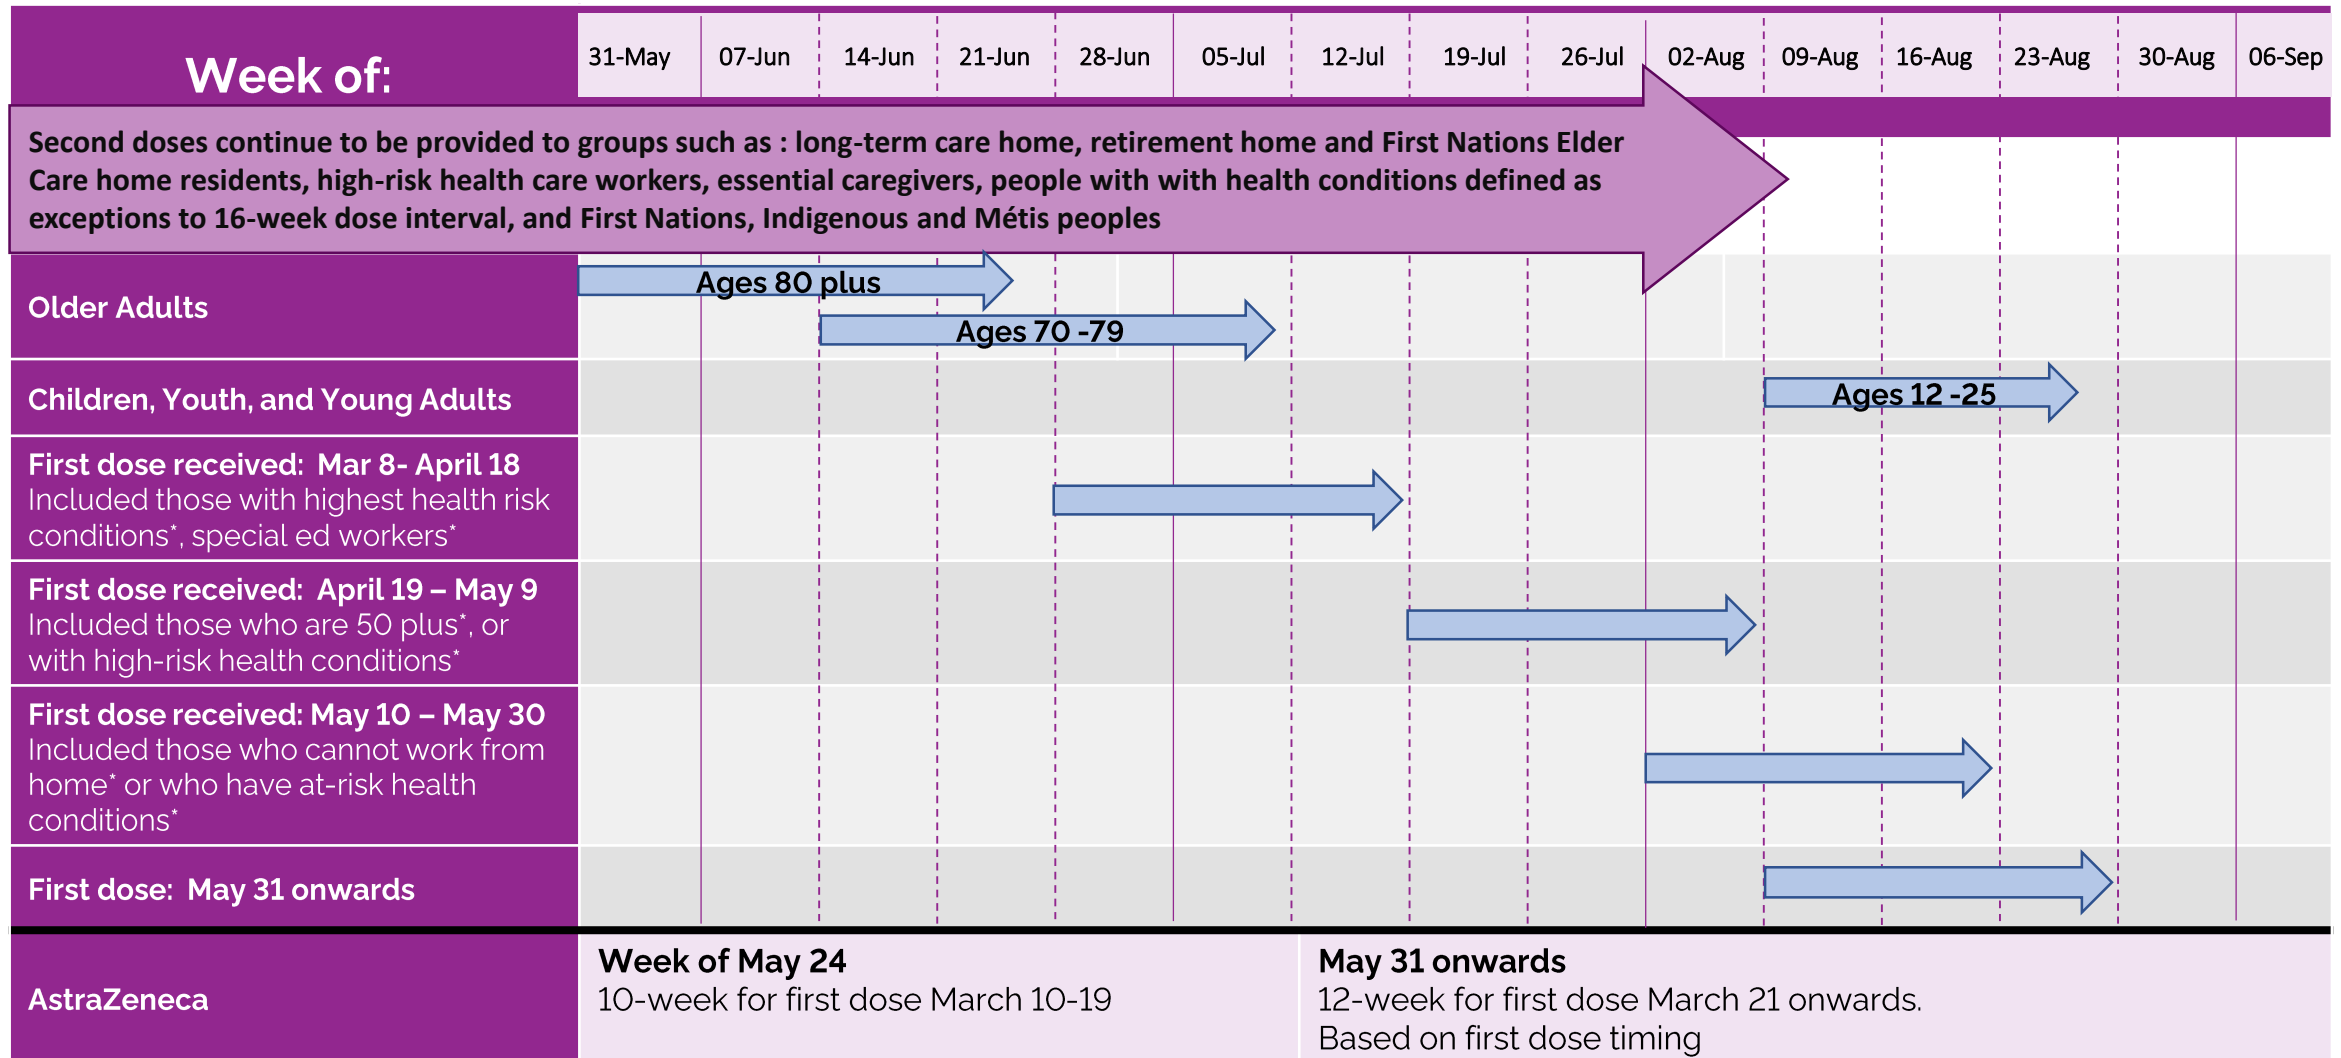 Week of:
31-May 07-Jun 14-Jun 21-Jun 28-Jun 05-Jul 12-Jul 19-Jul 26-Jul 02-Aug 09-Aug 16-Aug 23-Aug 30-Aug 06-Sep
Second doses continue to be provided to groups such as : long-term care home, retirement home and First Nations Elder
Care home residents, high-risk health care workers, essential caregivers, people with with health conditions defined as
exceptions to 16-week dose interval, and First Nations, Indigenous and Métis peoples
Older Adults
Ages 80 plus
Ages 70 -79
Children, Youth, and Young Adults
Ages 12 -25
First dose received:  Mar 8- April 18
Included those with highest health risk
conditions*, special ed workers*
First dose received:  April 19 – May 9
Included those who are 50 plus*, or
with high-risk health conditions*
First dose received: May 10 – May 30
Included those who cannot work from
home* or who have at-risk health
conditions*
First dose:  May 31 onwards
AstraZeneca
Week of May 24
10-week for first dose March 10-19
May 31 onwards
12-week for first dose March 21 onwards.
Based on first dose timing